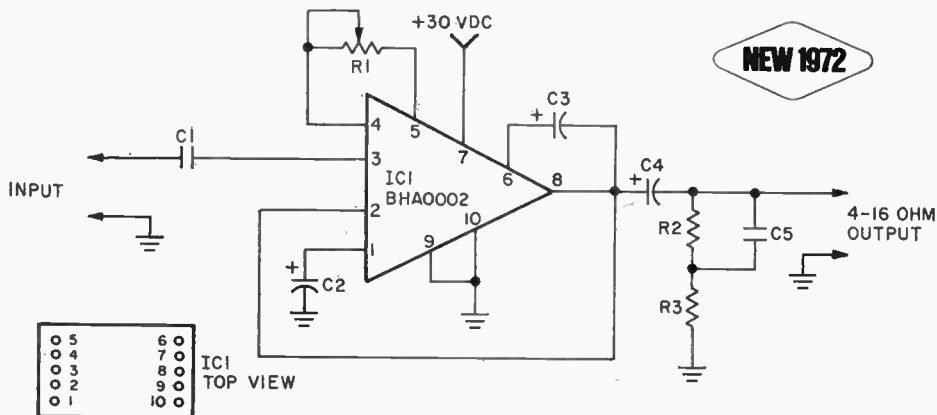 +30 VDC
NEW 1972
R1
C3
4
5
7
C1
3
6
8
C4
INPUT
IC1
BHA0002
2
10
R2
C5
4-16 OHM
OUTPUT
1
9
C2
R3
5 6
4 7
3 8
2 9
1 10
IC1
TOP VIEW